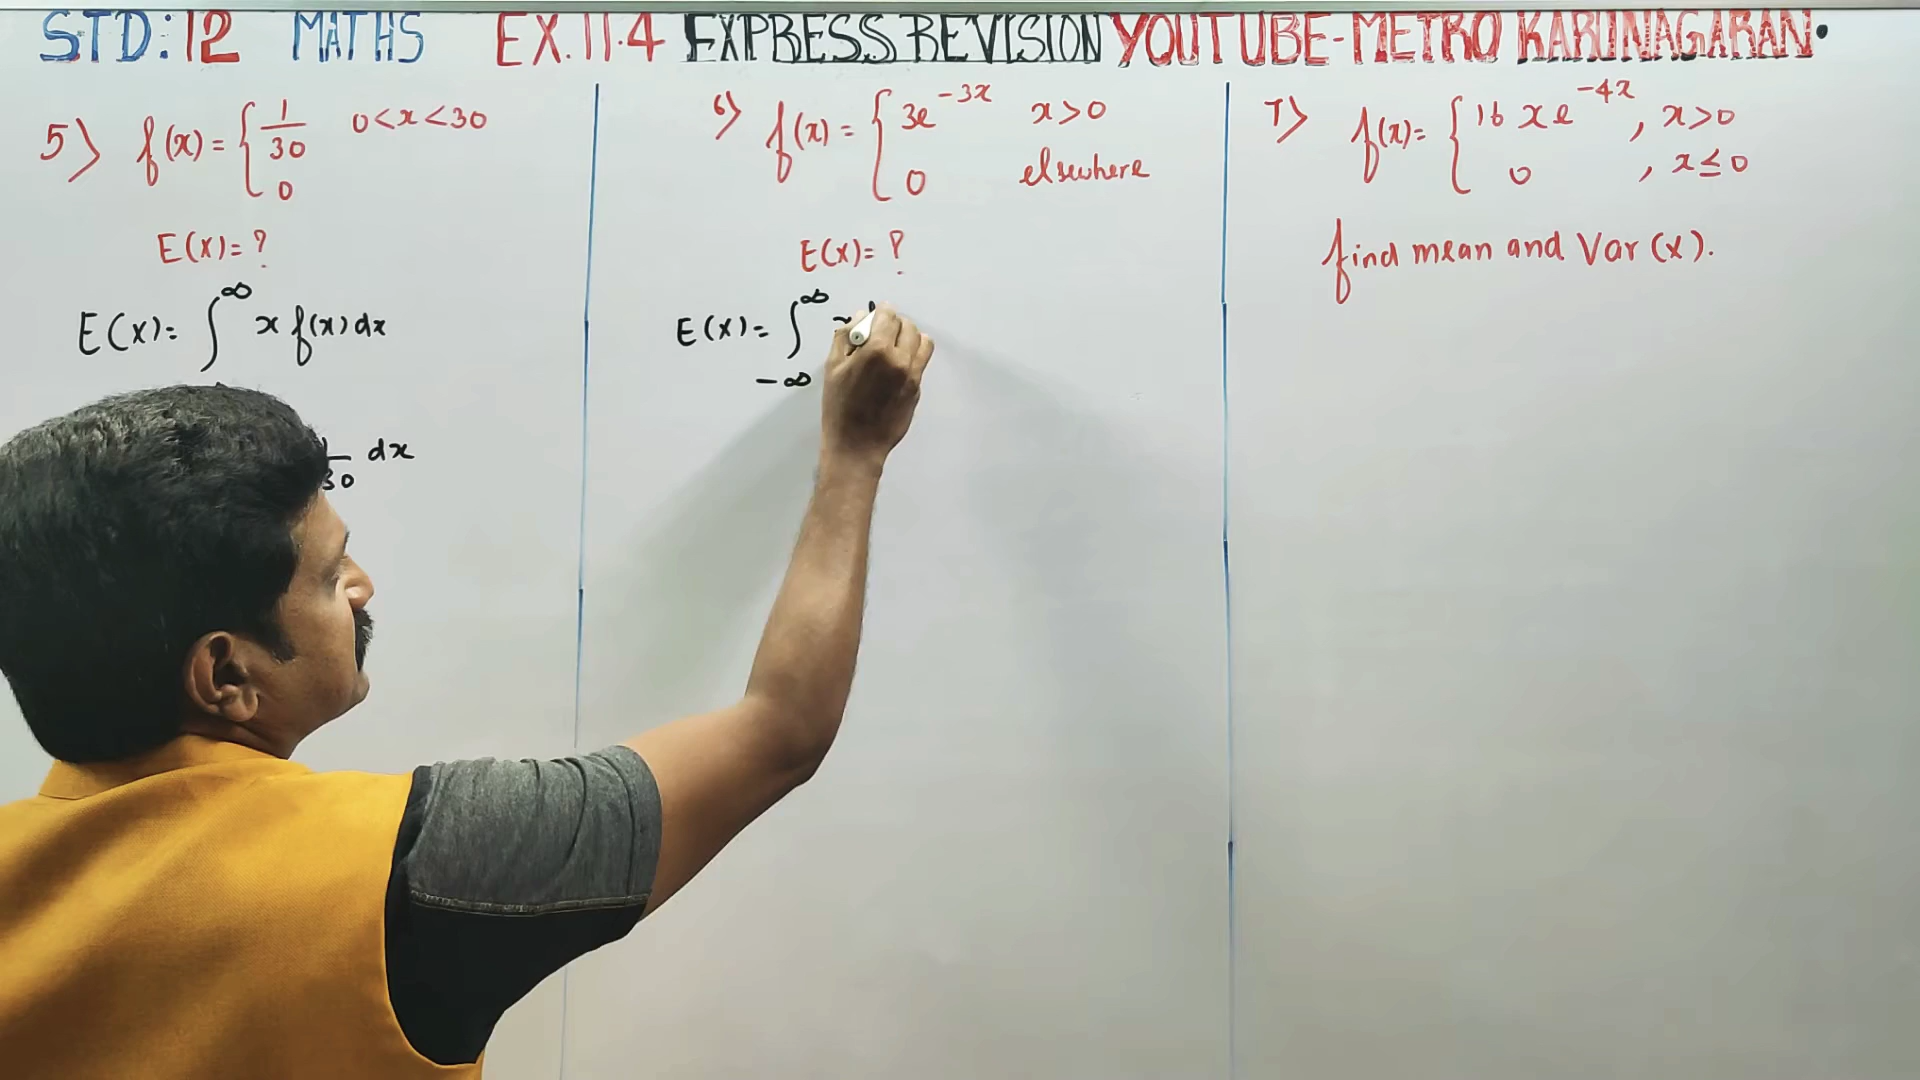 STD:12 MATHS EX.11.4 EXPRESS REVISION YOUTUBE-METRO KARUNAGARAN.
5) f(x) = { 1/30 0<x<30
0
E(x)= ?
E(x)= ∫ ∞ x f(x) dx
30 dx
6) f(x) = { 3e^-3x x>0
0 elsewhere
E(x)= ?
E(x)= ∫ ∞ -∞ x
7) f(x)= { 16 x e^-4x , x>0
0 , x≤0
find mean and Var (x).